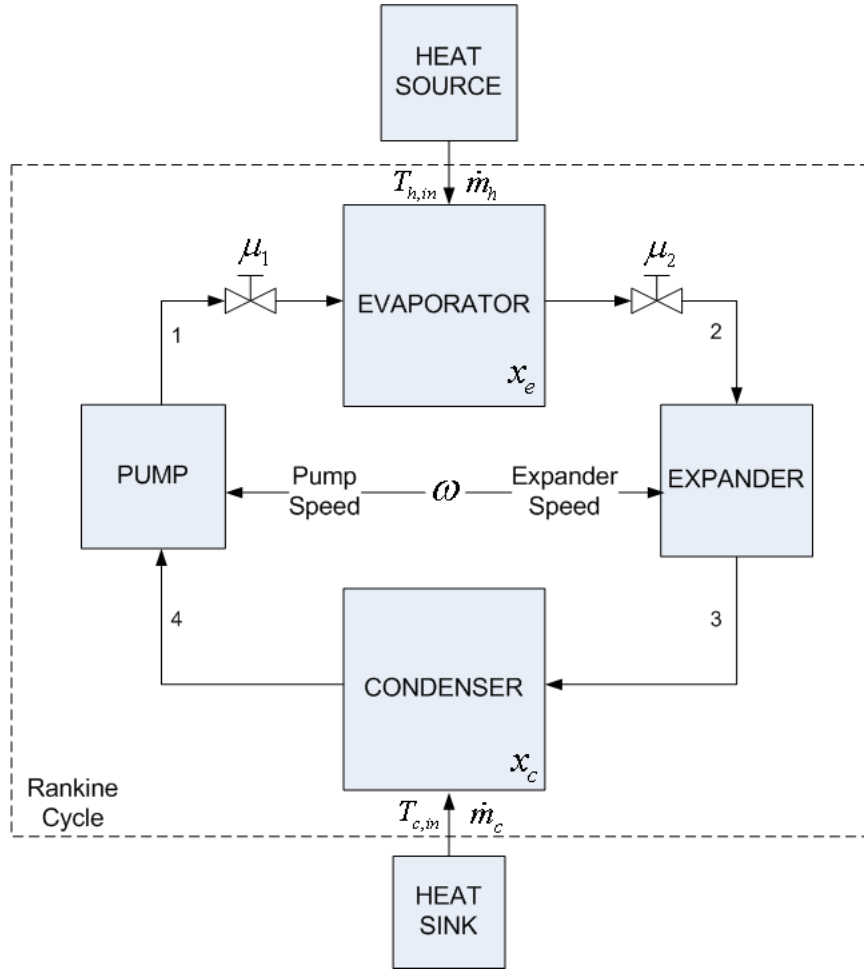 HEAT
SOURCE
T_{h,in} ṁ_h
μ_1
μ_2
EVAPORATOR
x_e
1
2
PUMP
Pump
Speed
ω
Expander
Speed
EXPANDER
4
3
CONDENSER
x_c
Rankine
Cycle
T_{c,in} ṁ_c
HEAT
SINK